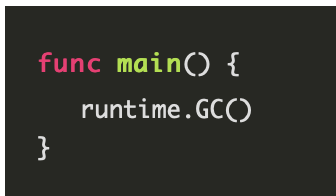 func main() {
    runtime.GC()
}